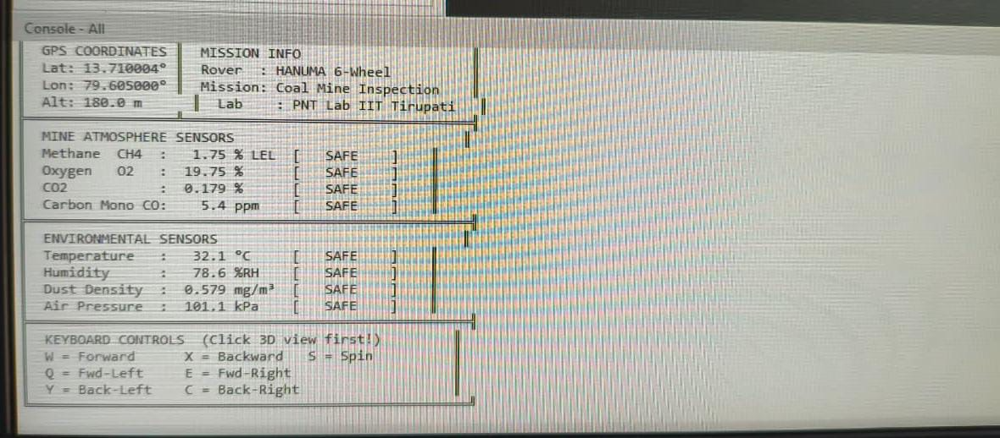 Console - All
GPS COORDINATES
Lat: 13.710004°
Lon: 79.605000°
Alt: 180.0 m
MISSION INFO
Rover : HANUMA 6-Wheel
Mission: Coal Mine Inspection
Lab : PNT Lab IIT Tirupati
MINE ATMOSPHERE SENSORS
Methane CH4 : 1.75 % LEL [ SAFE ]
Oxygen O2 : 19.75 % [ SAFE ]
CO2 : 0.179 % [ SAFE ]
Carbon Mono CO: 5.4 ppm [ SAFE ]
ENVIRONMENTAL SENSORS
Temperature : 32.1 °C [ SAFE ]
Humidity : 78.6 %RH [ SAFE ]
Dust Density : 0.579 mg/m³ [ SAFE ]
Air Pressure : 101.1 kPa [ SAFE ]
KEYBOARD CONTROLS (Click 3D view first!)
W = Forward X = Backward S = Spin
Q = Fwd-Left E = Fwd-Right
Y = Back-Left C = Back-Right